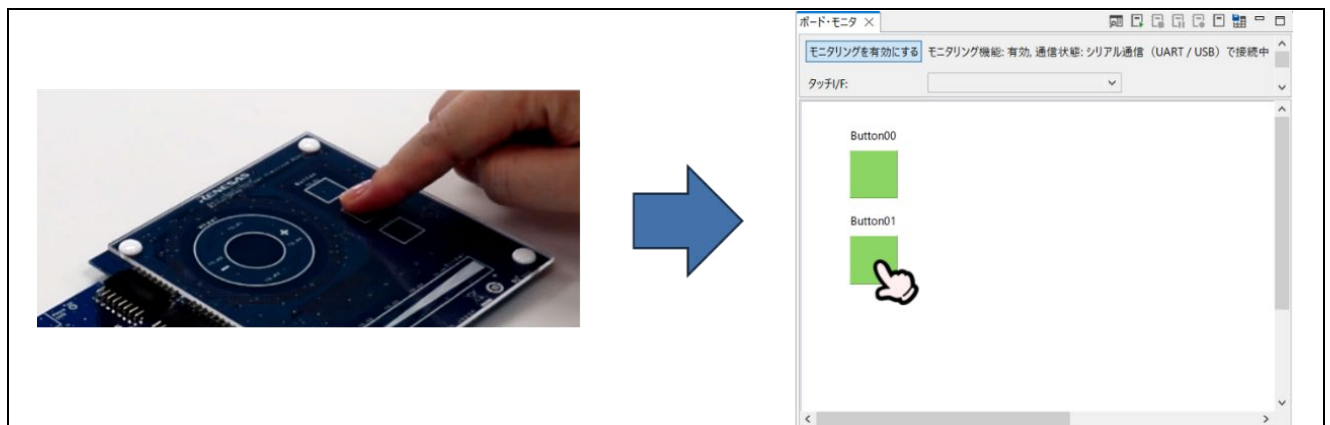 ボード・モニタ
モニタリングを有効にする モニタリング機能: 有効, 通信状態: シリアル通信（UART / USB）で接続中
タッチI/F:
Button00
Button01
RENESAS
Button